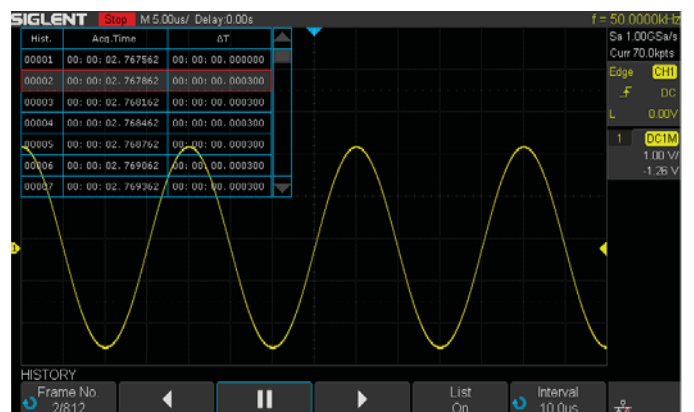 SIGLENT Stop M 5.00us/ Delay:0.00s f = 50.0000kHz
Sa 1.00GSa/s
Curr 70.0kpts
Edge CH1
DC
L 0.00V
1 DC1M
1.00 V/
-1.26 V
Hist. Acq.Time ΔT
00001 00: 00: 02. 767562 00: 00: 00. 000000
00002 00: 00: 02. 767862 00: 00: 00. 000300
00003 00: 00: 02. 768162 00: 00: 00. 000300
00004 00: 00: 02. 768462 00: 00: 00. 000300
00005 00: 00: 02. 768762 00: 00: 00. 000300
00006 00: 00: 02. 769062 00: 00: 00. 000300
00007 00: 00: 02. 769362 00: 00: 00. 000300
1
HISTORY
Frame No. List Interval
2/812 On 10.0us